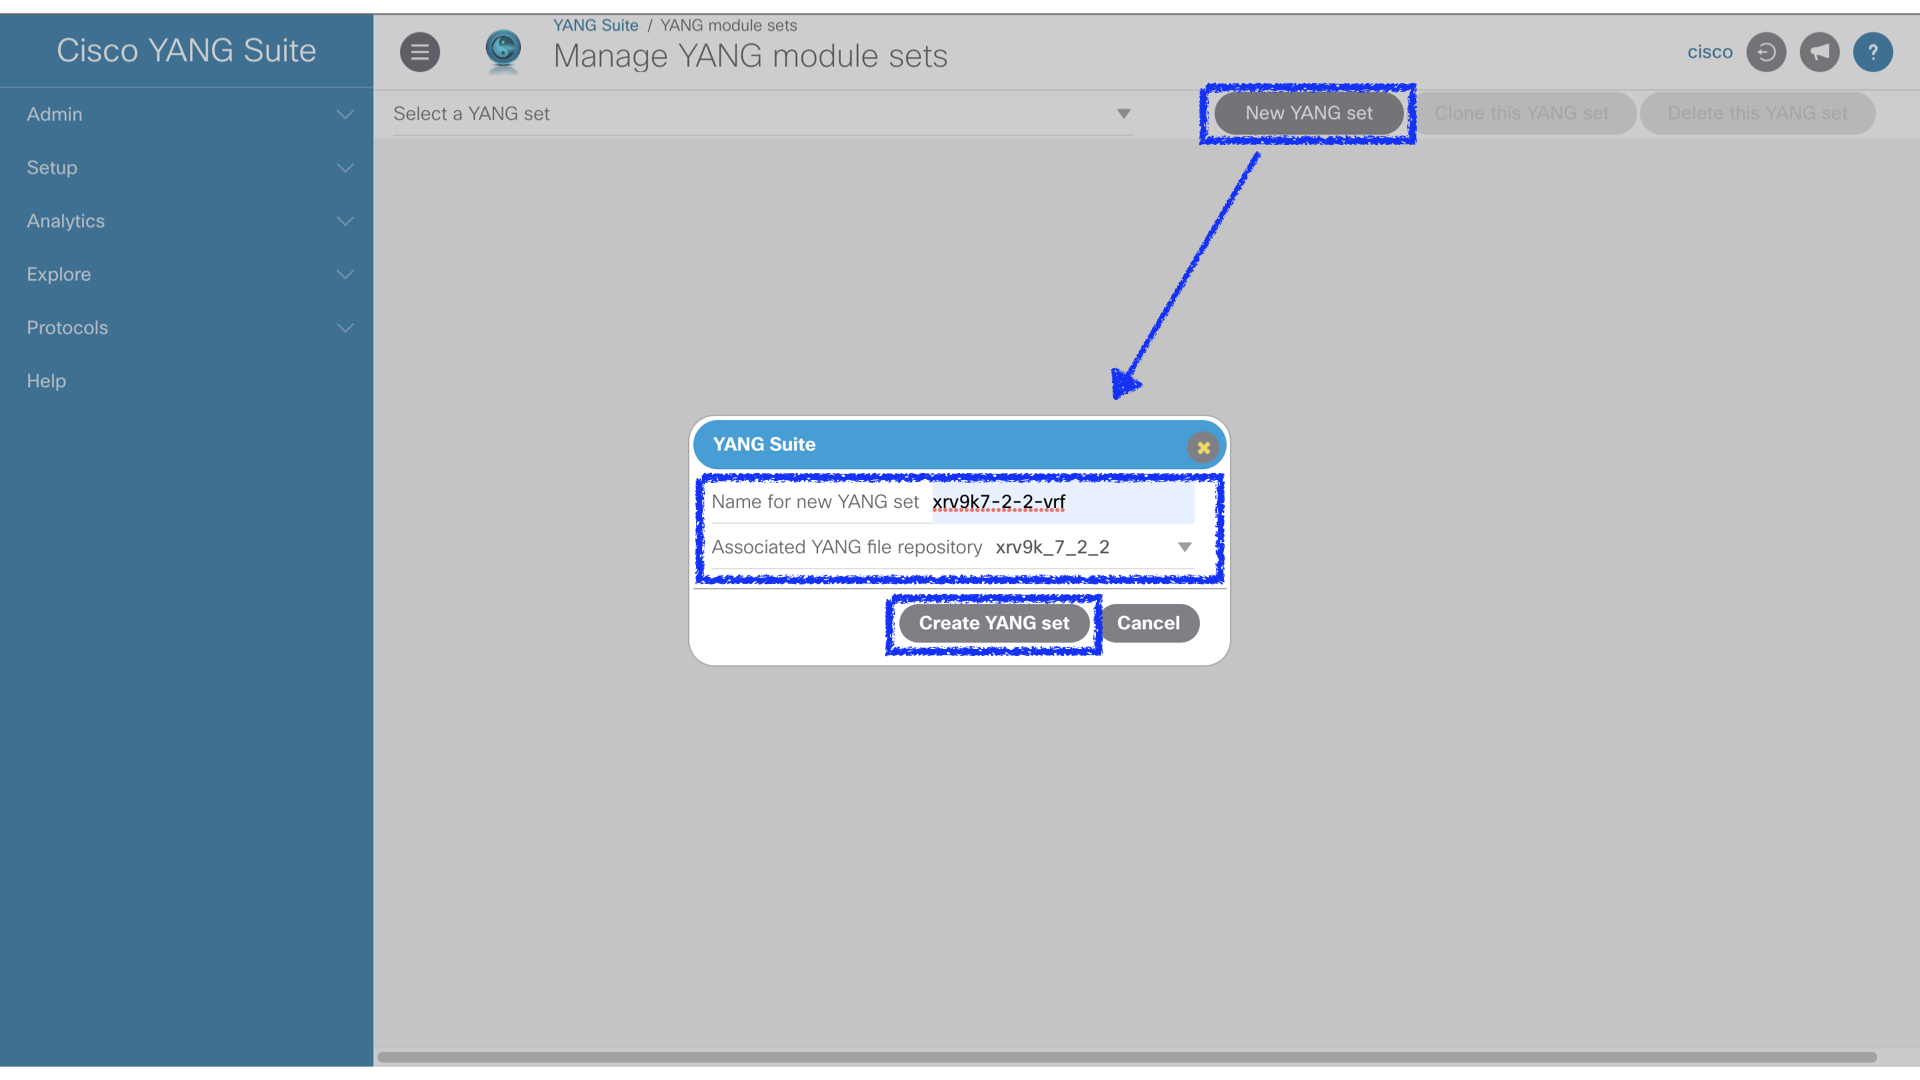 Cisco YANG Suite
YANG Suite / YANG module sets
Manage YANG module sets
cisco
?
Admin
Setup
Analytics
Explore
Protocols
Help
Select a YANG set
New YANG set
Clone this YANG set
Delete this YANG set
YANG Suite
Name for new YANG set xrv9k7-2-2-vrf
Associated YANG file repository xrv9k_7_2_2
Create YANG set
Cancel